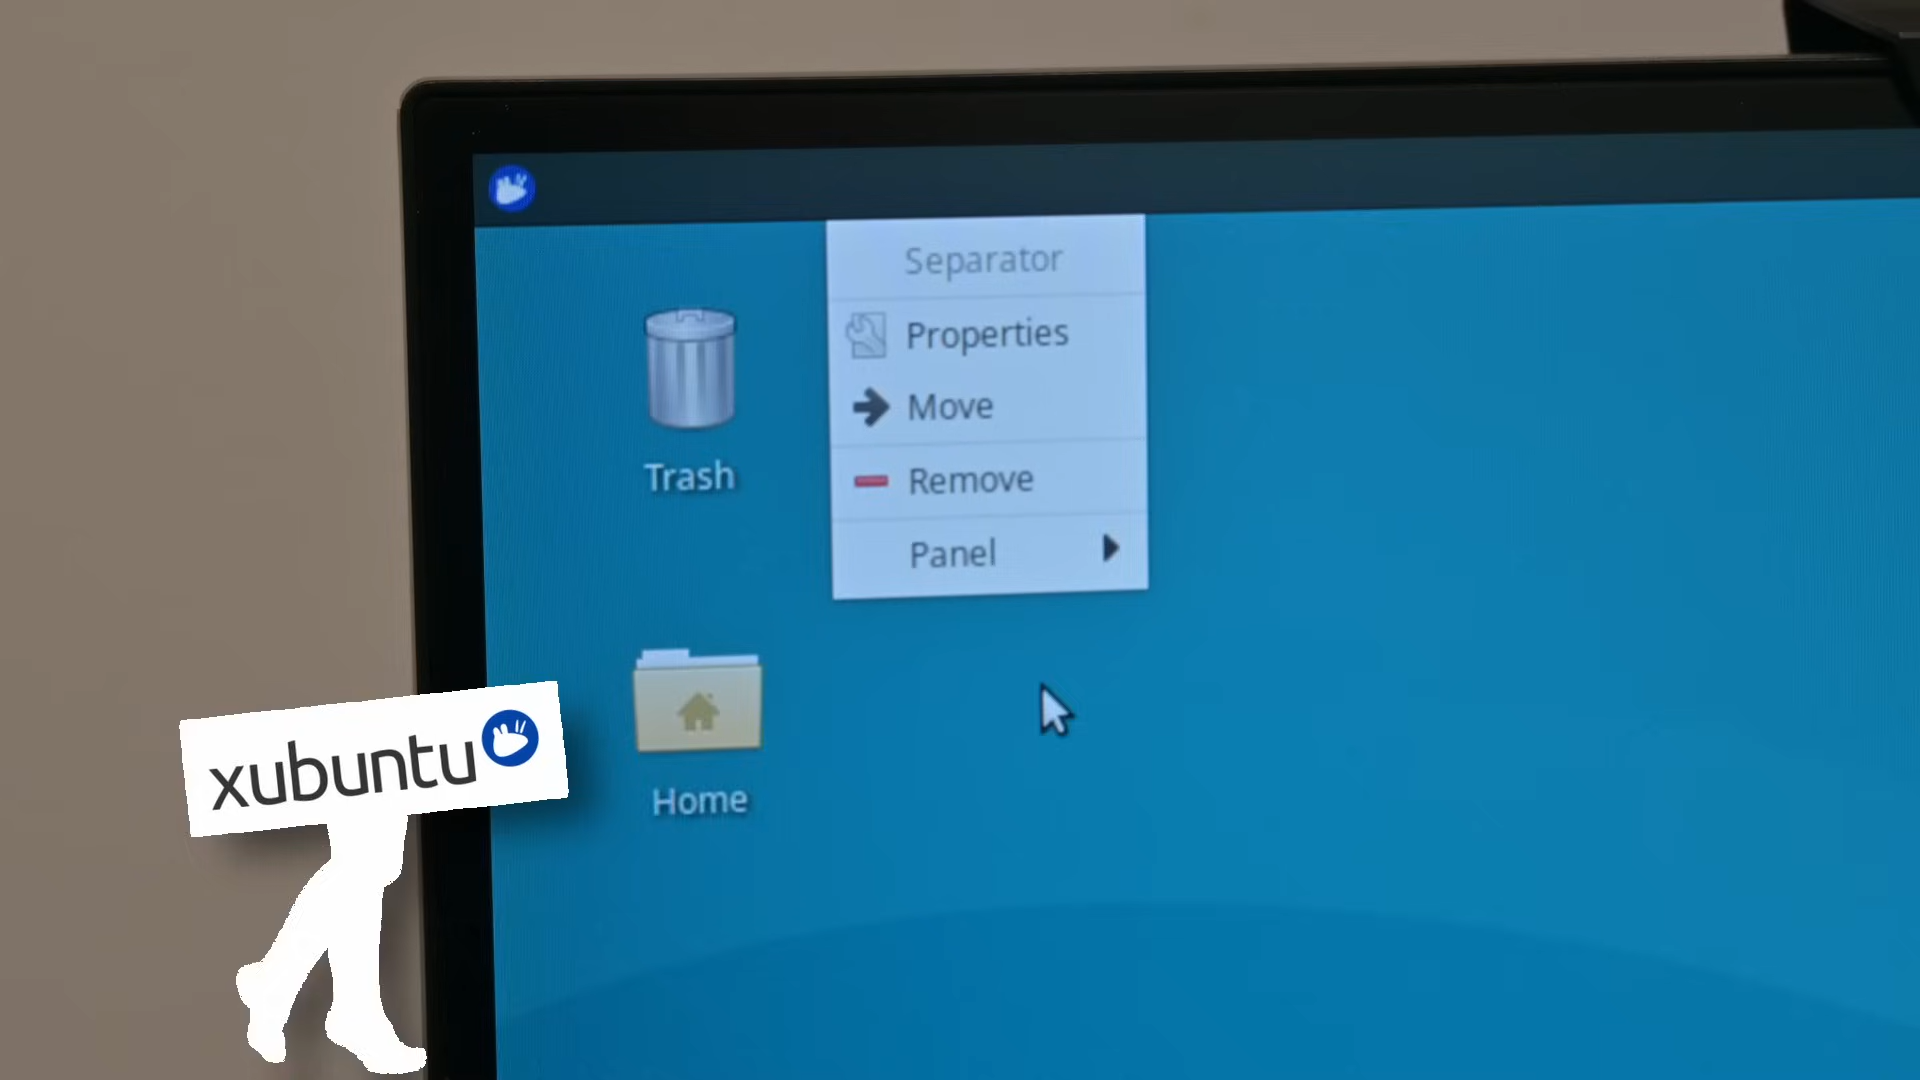 Separator
Properties
Move
Remove
Panel
Trash
Home
xubuntu